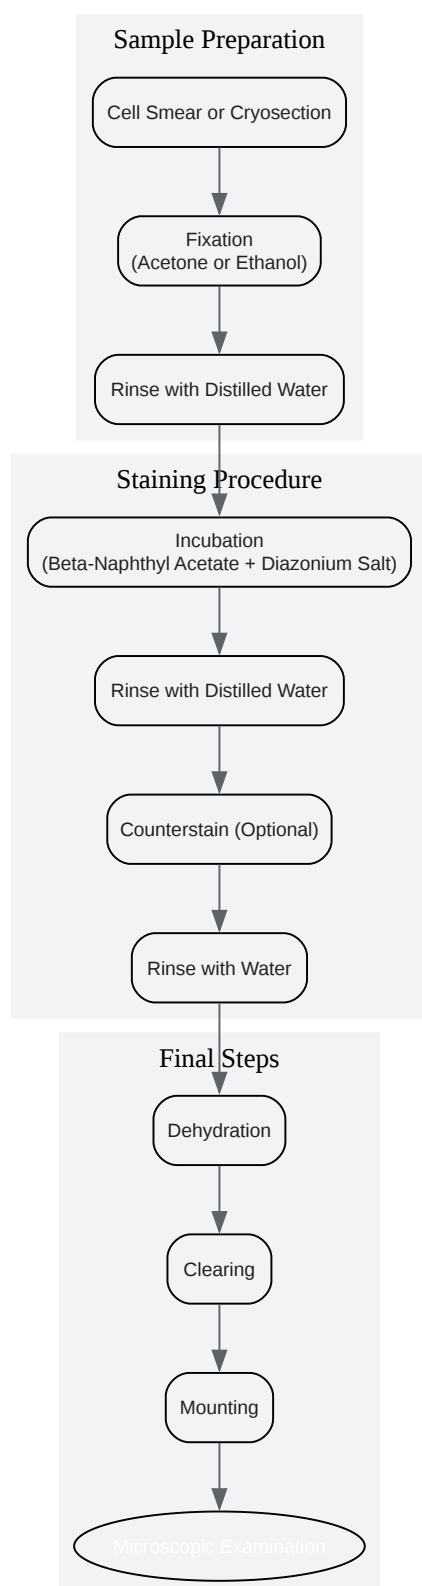 Sample Preparation
Cell Smear or Cryosection
Fixation
(Acetone or Ethanol)
Rinse with Distilled Water
Staining Procedure
Incubation
(Beta-Naphthyl Acetate + Diazonium Salt)
Rinse with Distilled Water
Counterstain (Optional)
Rinse with Water
Final Steps
Dehydration
Clearing
Mounting
Microscopic Examination